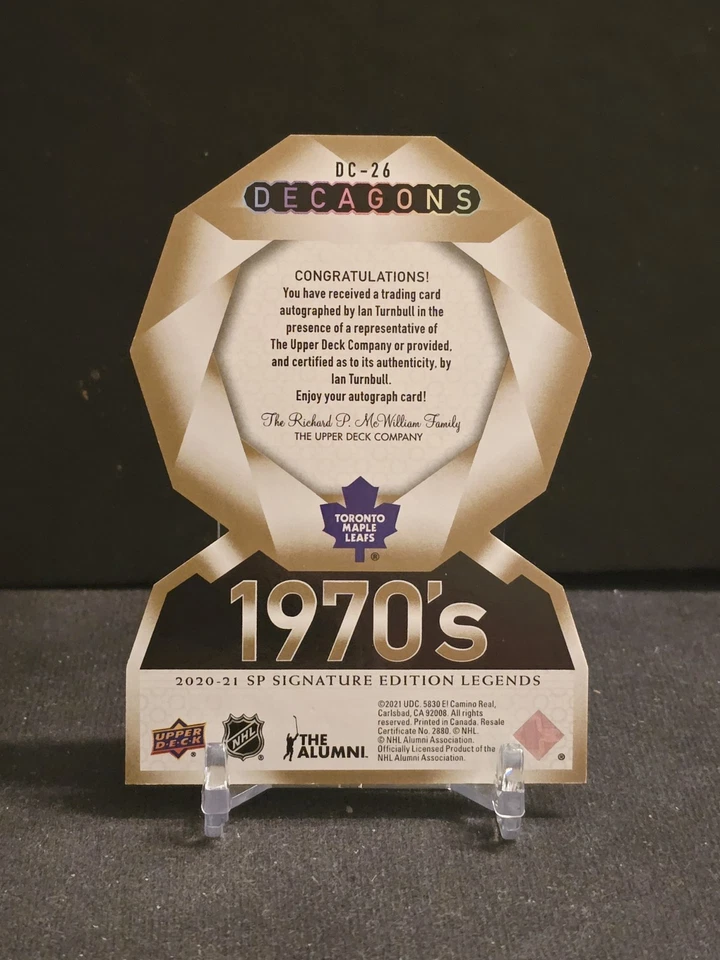 DC-26
DECAGONS
CONGRATULATIONS!
You have received a trading card
autographed by Ian Turnbull in the
presence of a representative of
The Upper Deck Company or provided,
and certified as to its authenticity, by
Ian Turnbull.
Enjoy your autograph card!
The Richard P. McWilliam Family
THE UPPER DECK COMPANY
TORONTO
MAPLE
LEAFS
®
1970's
2020-21 SP SIGNATURE EDITION LEGENDS
UPPER
D.E.C.K
®
NHL
®
THE
ALUMNI
©2021 UDC. 5830 El Camino Real,
Carlsbad, CA 92008. All rights
reserved. Printed in Canada. Resale
Certificate No. 2880. © NHL.
© NHL Alumni Association.
Officially Licensed Product of the
NHL Alumni Association.
®